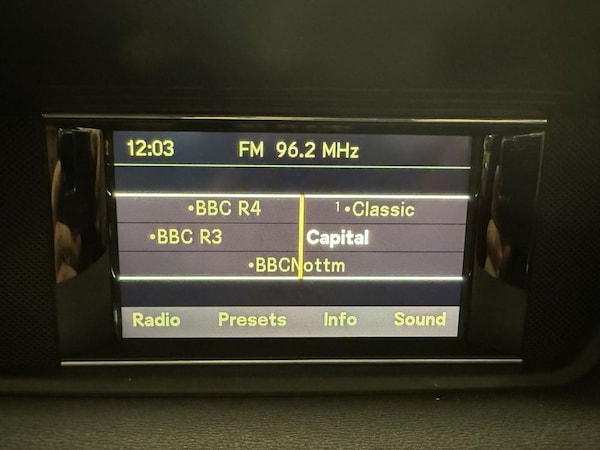 12:03 FM 96.2 MHz
•BBC R4 1•Classic
•BBC R3 Capital
•BBCNottm
Radio Presets Info Sound